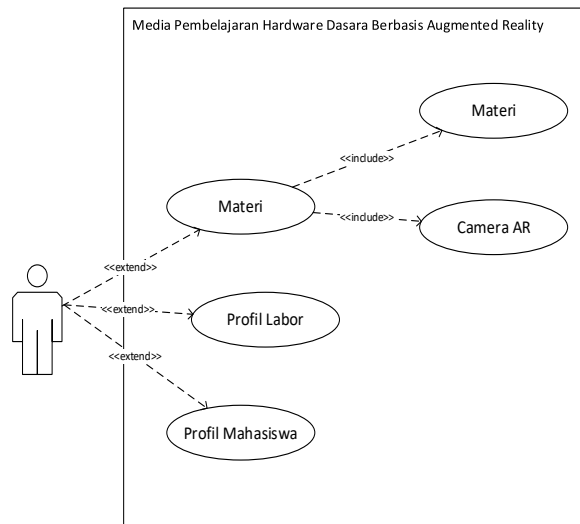 Media Pembelajaran Hardware Dasara Berbasis Augmented Reality
Materi
<<include>>
Materi
<<include>>
Camera AR
<<extend>>
<<extend>>
Profil Labor
<<extend>>
Profil Mahasiswa